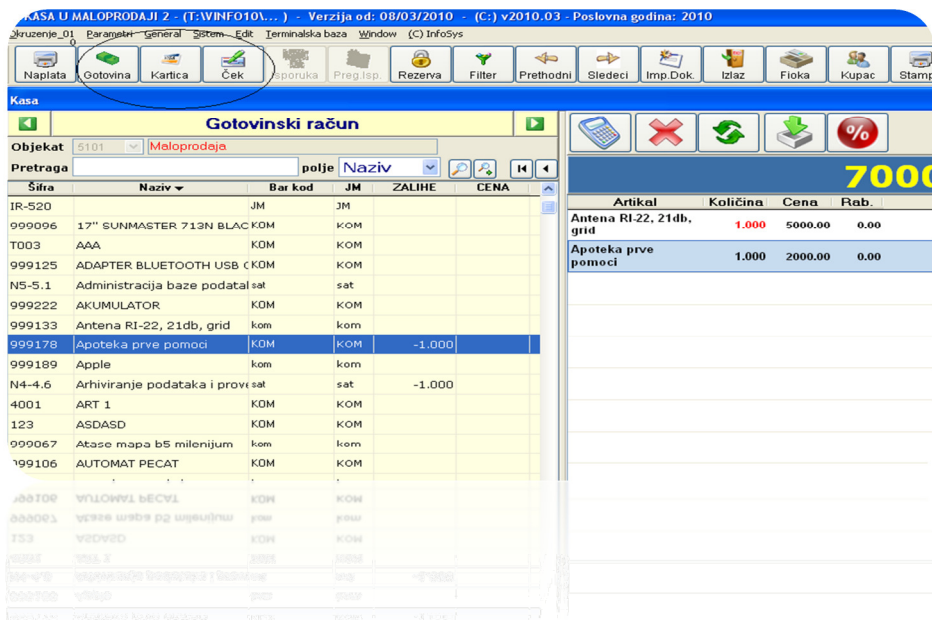 KASA U MALOPRODAJI 2 - (T:\VINFO10\... ) - Verzija od: 08/03/2010 - (C:) v2010.03 - Poslovna godina: 2010
Okruzenje_01 Parametri General Sistem Edit Terminalska baza Window (C) InfoSys
0
Naplata Gotovina Kartica Ček Isporuka Preg.Isp. Rezerva Filter Prethodni Sledeci Imp.Dok. Izlaz Fioka Kupac Stamp
Kasa
Gotovinski račun
Objekat 5101 Maloprodaja
Pretraga polje Naziv
%
7000
Šifra Naziv Bar kod JM ZALIHE CENA
IR-520 JM JM
999096 17" SUNMASTER 713N BLAC KOM KOM
T003 AAA KOM KOM
999125 ADAPTER BLUETOOTH USB ( KOM KOM
N5-5.1 Administracija baze podatal sat sat
999222 AKUMULATOR KOM KOM
999133 Antena RI-22, 21db, grid kom kom
999178 Apoteka prve pomoci KOM KOM -1.000
999189 Apple kom kom
N4-4.6 Arhiviranje podataka i prove sat sat -1.000
4001 ART 1 KOM KOM
123 ASDASD KOM KOM
999067 Atase mapa b5 milenijum kom kom
999106 AUTOMAT PECAT KOM KOM
Artikal Količina Cena Rab.
Antena RI-22, 21db, grid 1.000 5000.00 0.00
Apoteka prve pomoci 1.000 2000.00 0.00